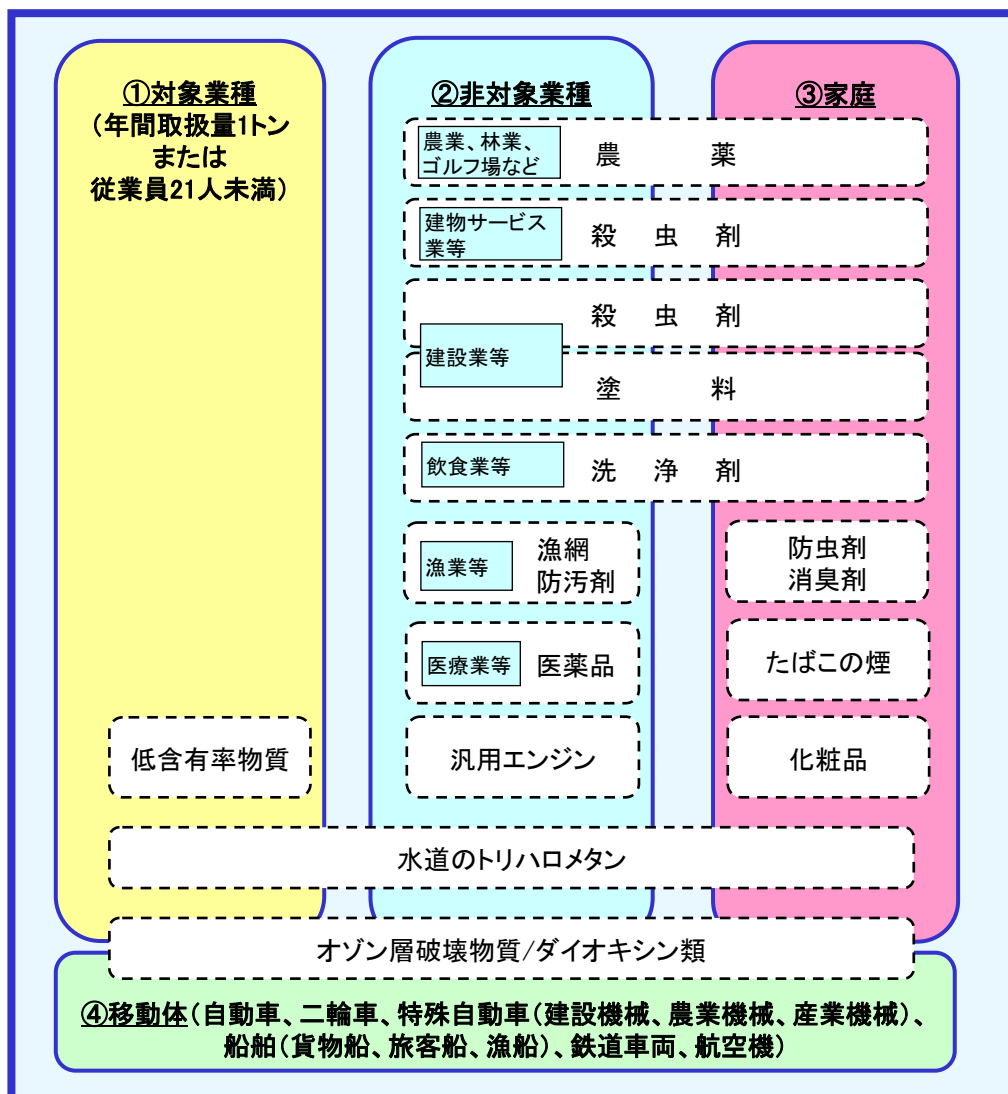 ①対象業種
（年間取扱量1トン
または
従業員21人未満）
②非対象業種
③家庭
農業、林業、
ゴルフ場など
農薬
建物サービス
業等
殺虫剤
殺虫剤
建設業等
塗料
飲食業等
洗浄剤
漁業等
漁網
防汚剤
防虫剤
消臭剤
医療業等
医薬品
たばこの煙
低含有率物質
汎用エンジン
化粧品
水道のトリハロメタン
オゾン層破壊物質/ダイオキシン類
④移動体（自動車、二輪車、特殊自動車（建設機械、農業機械、産業機械）、
船舶（貨物船、旅客船、漁船）、鉄道車両、航空機）